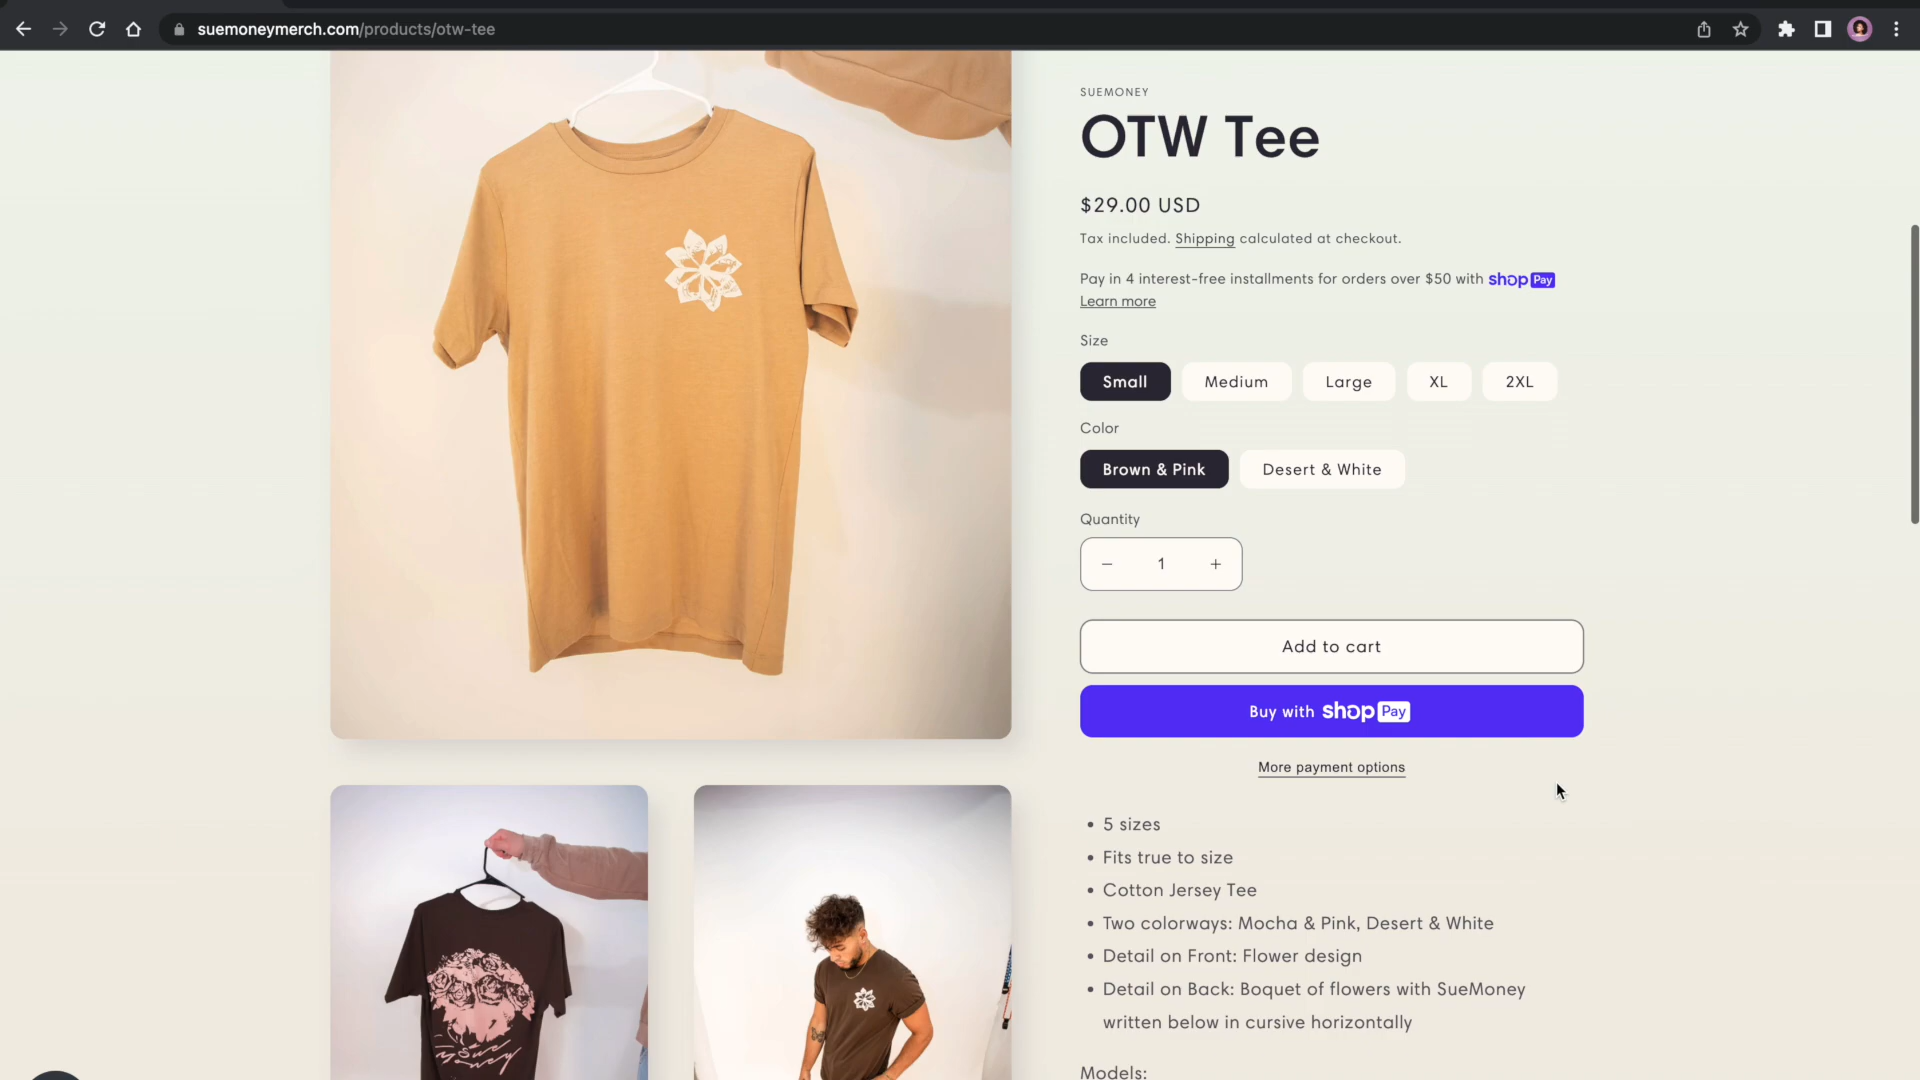 suemoneymerch.com/products/otw-tee
SUEMONEY
OTW Tee
$29.00 USD
Tax included. Shipping calculated at checkout.
Pay in 4 interest-free installments for orders over $50 with shop Pay
Learn more
Size
Small Medium Large XL 2XL
Color
Brown & Pink Desert & White
Quantity
− 1 +
Add to cart
Buy with shop Pay
More payment options
• 5 sizes
• Fits true to size
• Cotton Jersey Tee
• Two colorways: Mocha & Pink, Desert & White
• Detail on Front: Flower design
• Detail on Back: Boquet of flowers with SueMoney
written below in cursive horizontally
Models:
Sue
Money